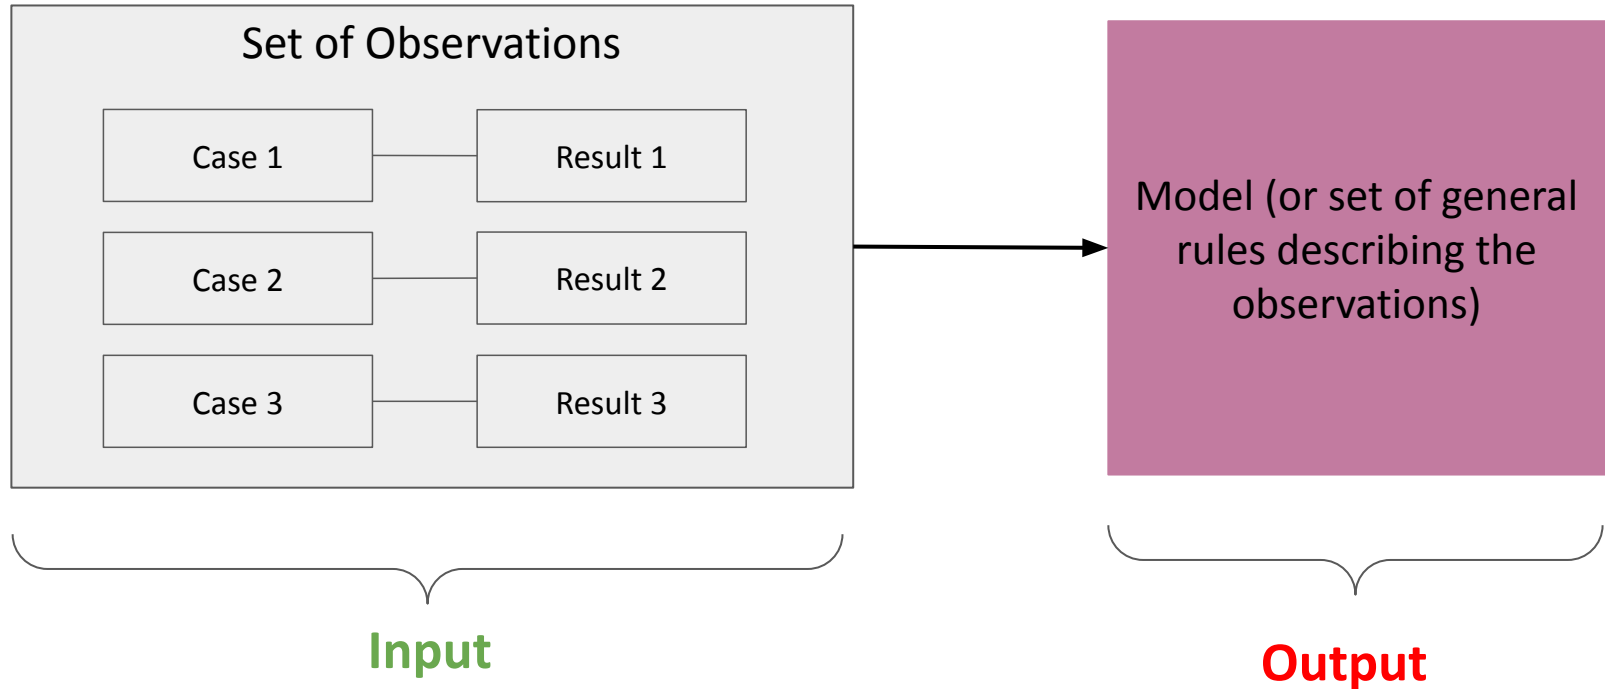 Set of Observations
Case 1
Result 1
Case 2
Result 2
Case 3
Result 3
Model (or set of general
rules describing the
observations)
Input
Output